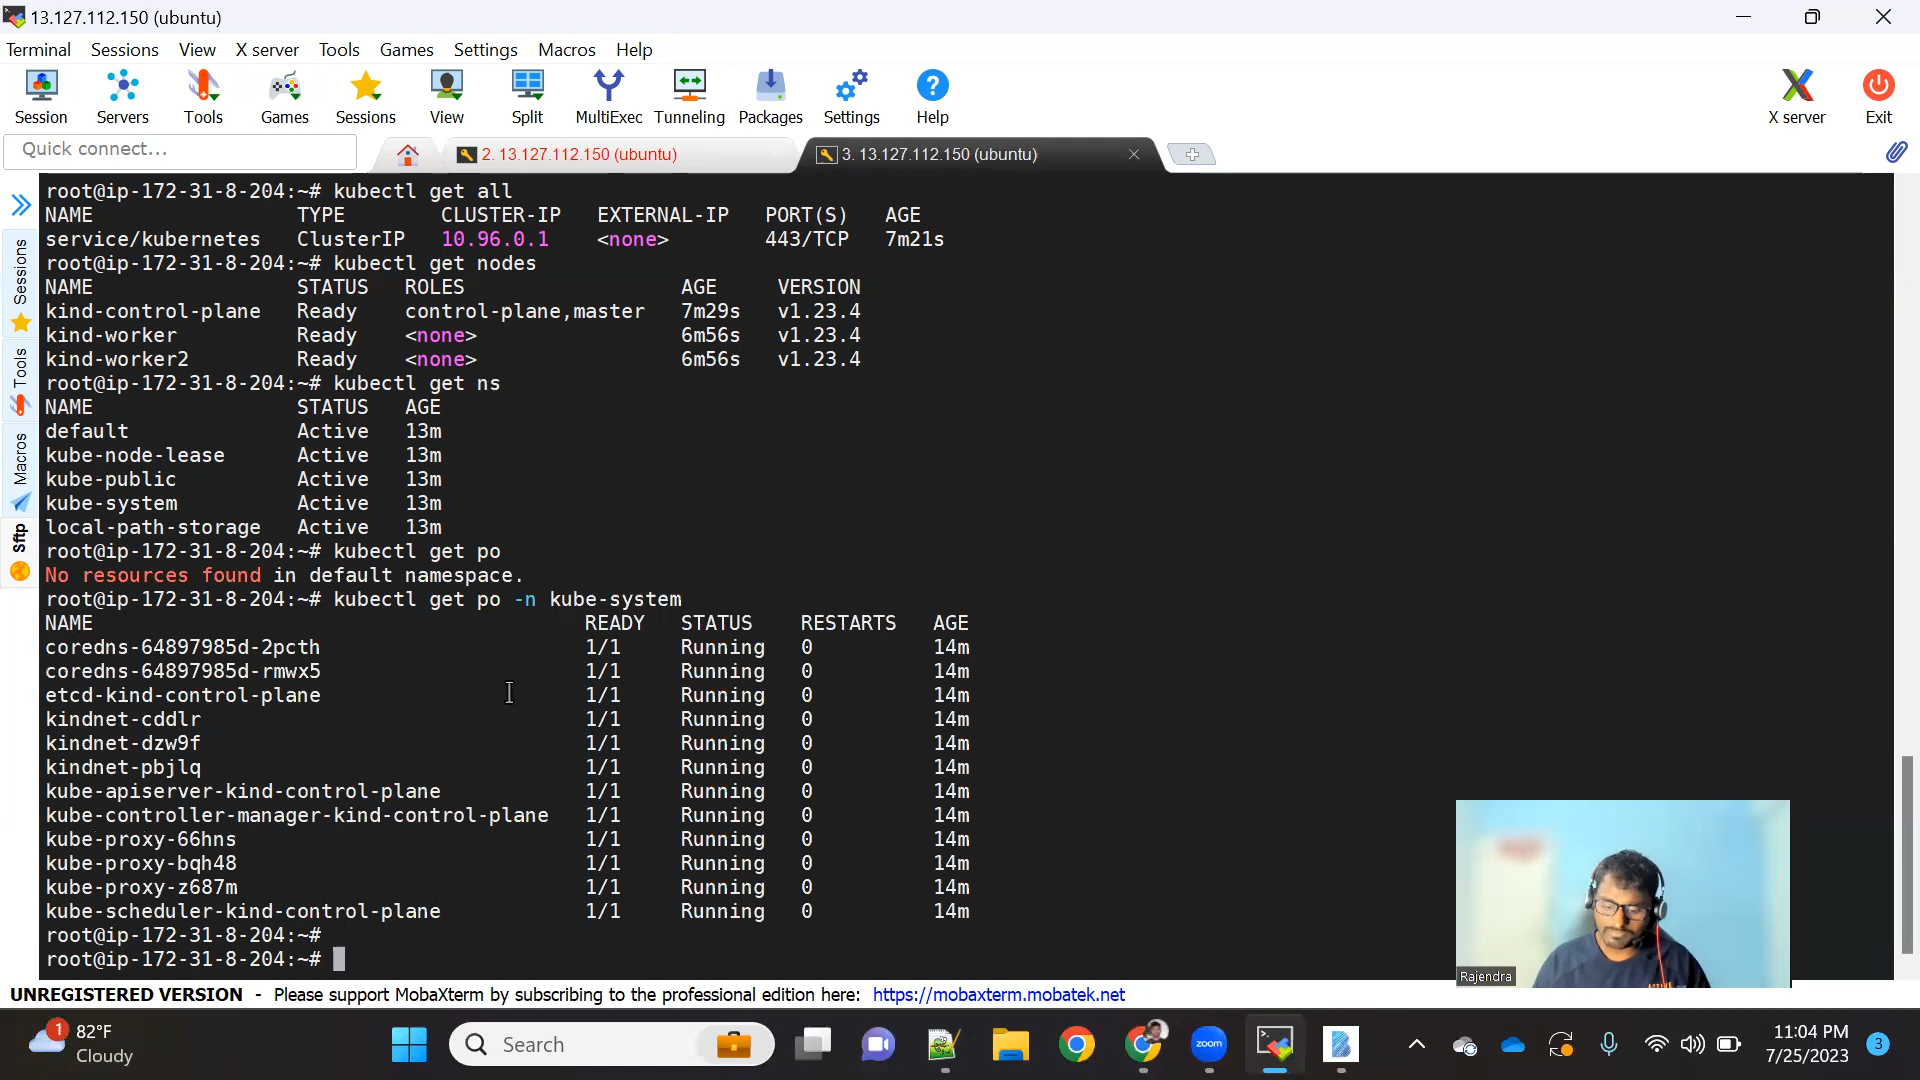 13.127.112.150 (ubuntu)
Terminal Sessions View X server Tools Games Settings Macros Help
Session Servers Tools Games Sessions View Split MultiExec Tunneling Packages Settings Help X server Exit
Quick connect...
2. 13.127.112.150 (ubuntu)
3. 13.127.112.150 (ubuntu)
Sessions
Tools
Macros
Sftp
root@ip-172-31-8-204:~# kubectl get all
NAME TYPE CLUSTER-IP EXTERNAL-IP PORT(S) AGE
service/kubernetes ClusterIP 10.96.0.1 <none> 443/TCP 7m21s
root@ip-172-31-8-204:~# kubectl get nodes
NAME STATUS ROLES AGE VERSION
kind-control-plane Ready control-plane,master 7m29s v1.23.4
kind-worker Ready <none> 6m56s v1.23.4
kind-worker2 Ready <none> 6m56s v1.23.4
root@ip-172-31-8-204:~# kubectl get ns
NAME STATUS AGE
default Active 13m
kube-node-lease Active 13m
kube-public Active 13m
kube-system Active 13m
local-path-storage Active 13m
root@ip-172-31-8-204:~# kubectl get po
No resources found in default namespace.
root@ip-172-31-8-204:~# kubectl get po -n kube-system
NAME READY STATUS RESTARTS AGE
coredns-64897985d-2pcth 1/1 Running 0 14m
coredns-64897985d-rmwx5 1/1 Running 0 14m
etcd-kind-control-plane 1/1 Running 0 14m
kindnet-cddlr 1/1 Running 0 14m
kindnet-dzw9f 1/1 Running 0 14m
kindnet-pbjlq 1/1 Running 0 14m
kube-apiserver-kind-control-plane 1/1 Running 0 14m
kube-controller-manager-kind-control-plane 1/1 Running 0 14m
kube-proxy-66hns 1/1 Running 0 14m
kube-proxy-bqh48 1/1 Running 0 14m
kube-proxy-z687m 1/1 Running 0 14m
kube-scheduler-kind-control-plane 1/1 Running 0 14m
root@ip-172-31-8-204:~#
root@ip-172-31-8-204:~#
Rajendra
UNREGISTERED VERSION - Please support MobaXterm by subscribing to the professional edition here: https://mobaxterm.mobatek.net
1
82°F
Cloudy
Search
zoom
11:04 PM
7/25/2023
3